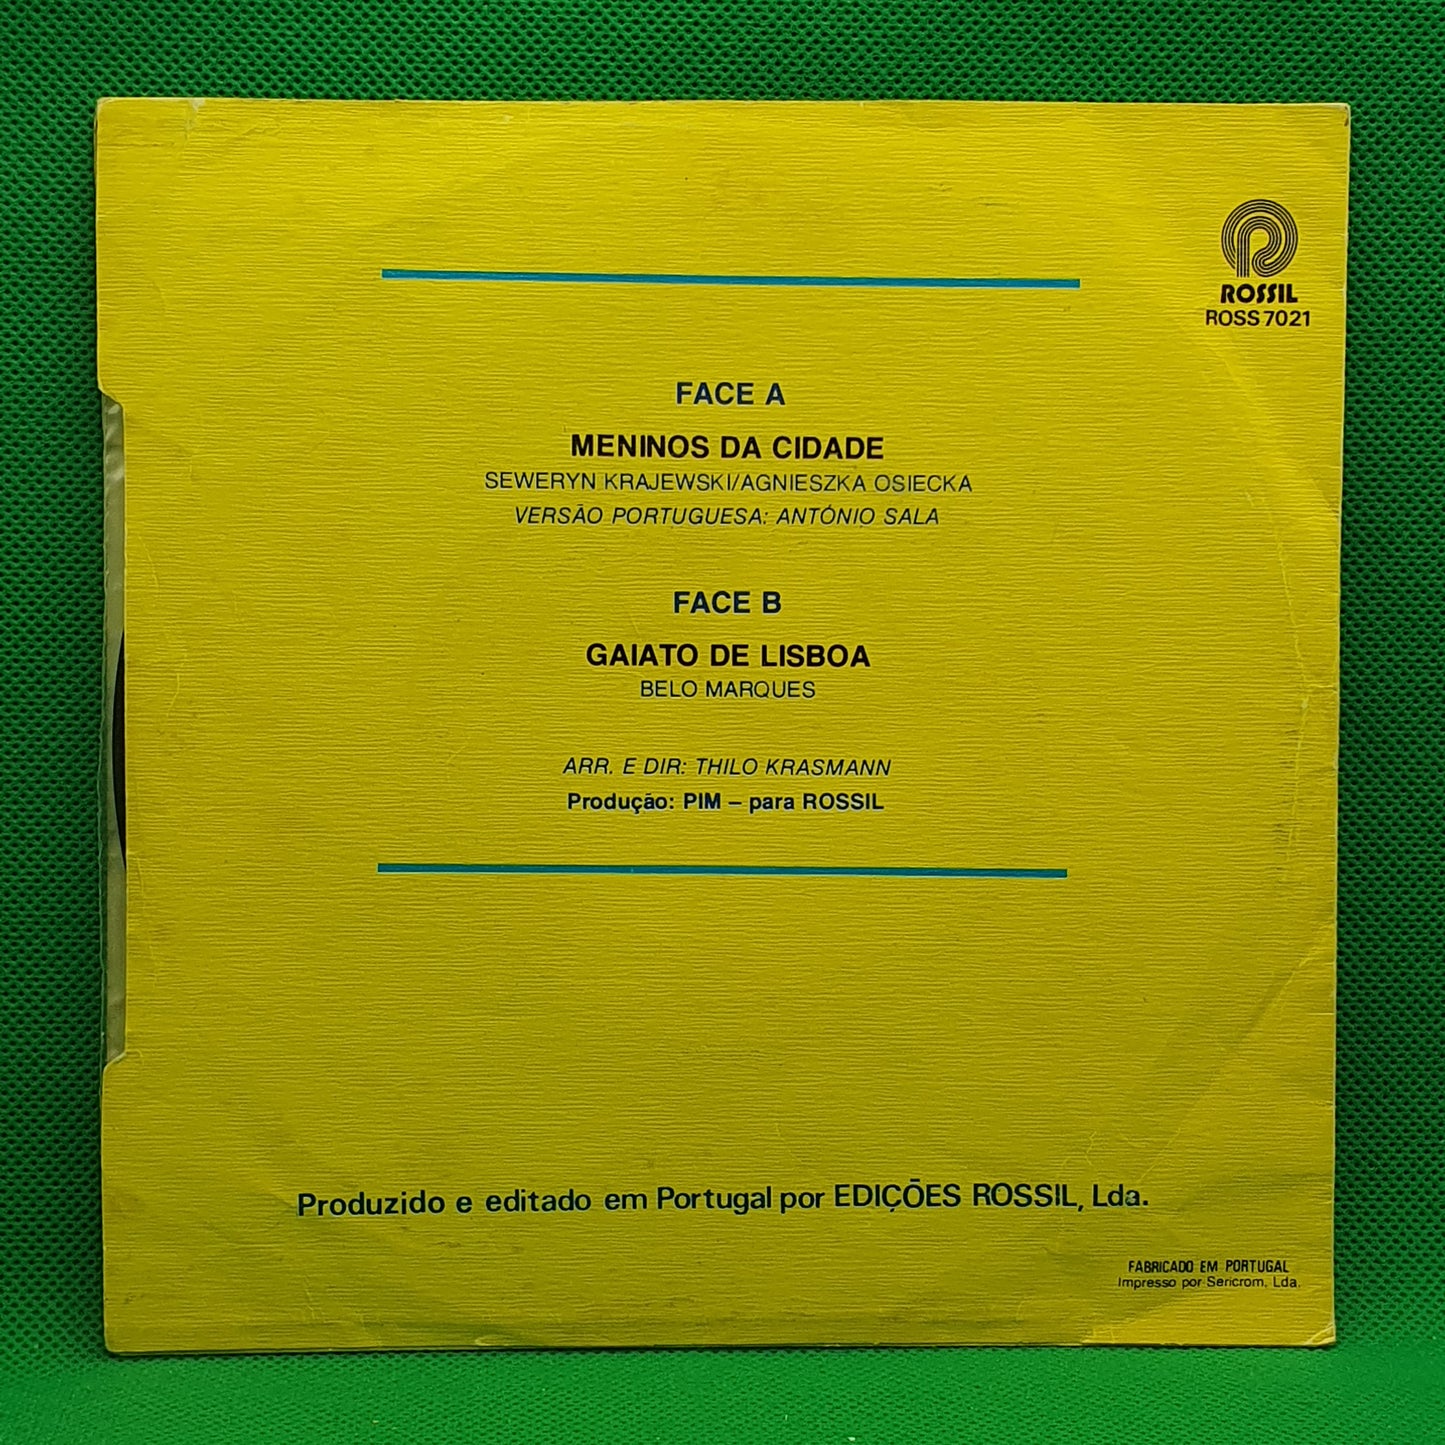 ROSSIL
ROSS 7021
FACE A
MENINOS DA CIDADE
SEWERYN KRAJEWSKI/AGNIESZKA OSIECKA
VERSÃO PORTUGUESA: ANTÓNIO SALA
FACE B
GAIATO DE LISBOA
BELO MARQUES
ARR. E DIR: THILO KRASMANN
Produção: PIM – para ROSSIL
Produzido e editado em Portugal por EDIÇÕES ROSSIL, Lda.
FABRICADO EM PORTUGAL
Impresso por Sericrom, Lda.